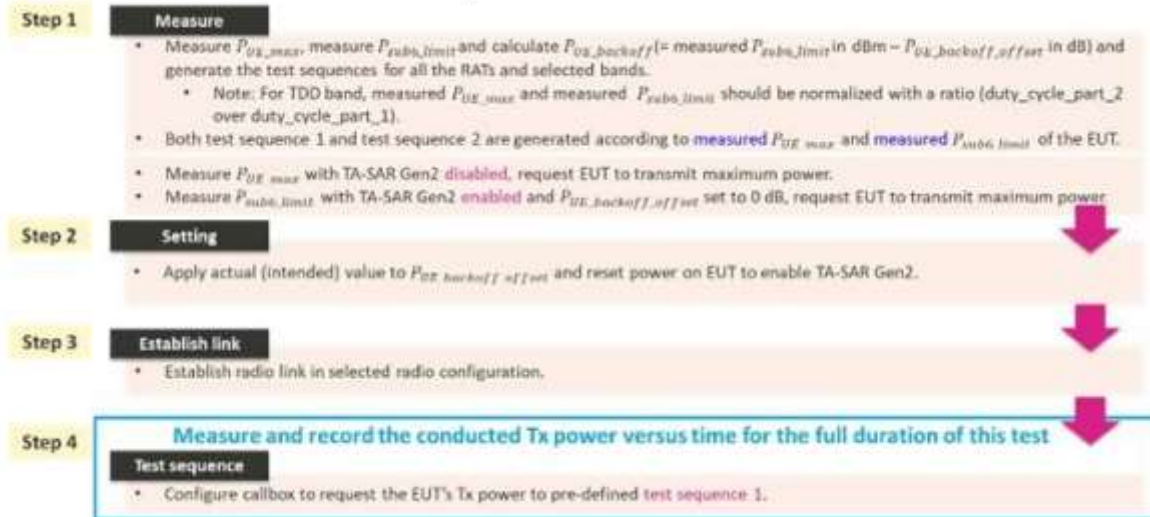 Step 1
Measure
• Measure P_UE_max, measure P_sub6_limit and calculate P_UE_backoff (= measured P_sub6_limit in dBm – P_UE_backoff_offset in dB) and
generate the test sequences for all the RATs and selected bands.
• Note: For TDD band, measured P_UE_max and measured P_sub6_limit should be normalized with a ratio (duty_cycle_part_2
over duty_cycle_part_1).
• Both test sequence 1 and test sequence 2 are generated according to measured P_UE_max and measured P_sub6_limit of the EUT.
• Measure P_UE_max with TA-SAR Gen2 disabled, request EUT to transmit maximum power.
• Measure P_sub6_limit with TA-SAR Gen2 enabled and P_UE_backoff_offset set to 0 dB, request EUT to transmit maximum power
Step 2
Setting
• Apply actual (intended) value to P_UE_backoff_offset and reset power on EUT to enable TA-SAR Gen2.
Step 3
Establish link
• Establish radio link in selected radio configuration.
Step 4
Measure and record the conducted Tx power versus time for the full duration of this test
Test sequence
• Configure callbox to request the EUT's Tx power to pre-defined test sequence 1.